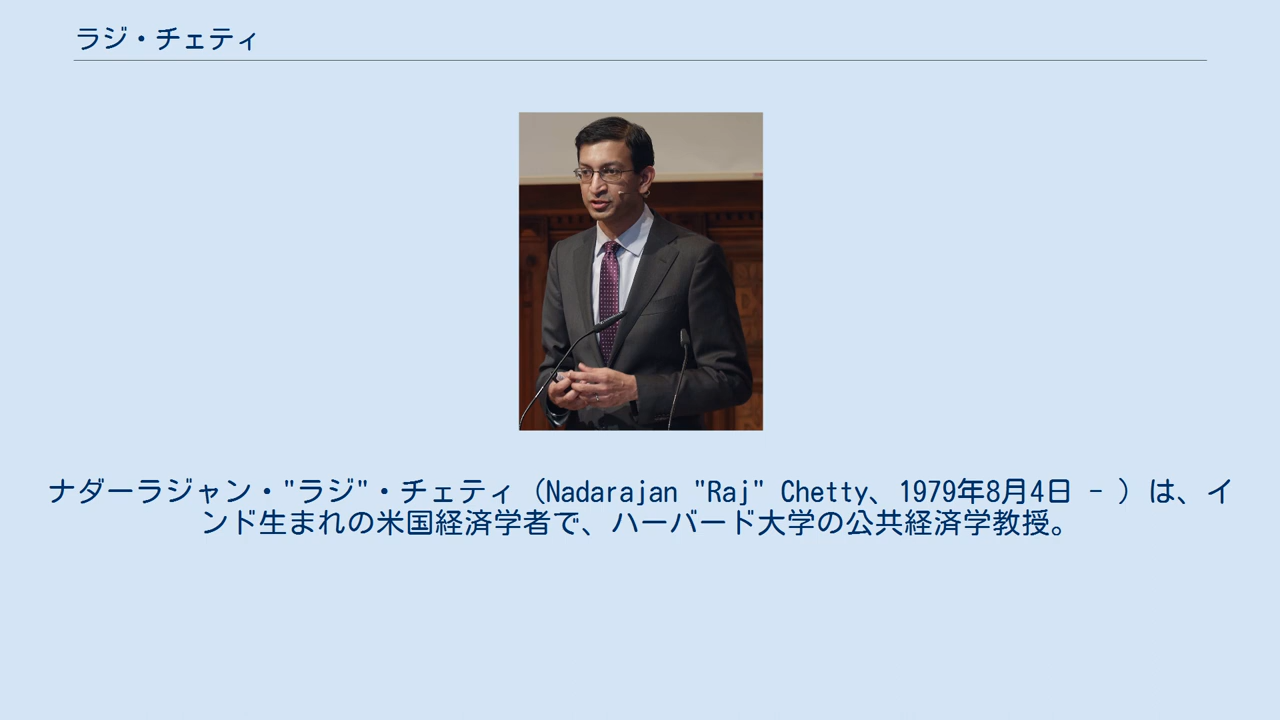 ラジ・チェティ
ナダーラジャン・"ラジ"・チェティ（Nadarajan "Raj" Chetty、1979年8月4日 - ）は、イ
ンド生まれの米国経済学者で、ハーバード大学の公共経済学教授。